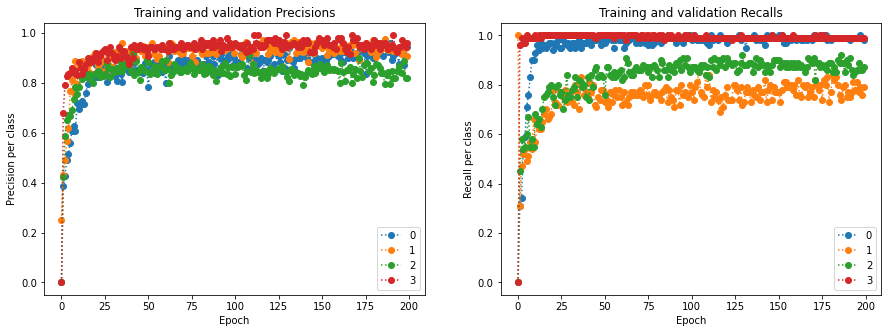 Training and validation Precisions
Precision per class
1.0
0.8
0.6
0.4
0.2
0.0
0 25 50 75 100 125 150 175 200
Epoch
0
1
2
3
Training and validation Recalls
Recall per class
1.0
0.8
0.6
0.4
0.2
0.0
0 25 50 75 100 125 150 175 200
Epoch
0
1
2
3